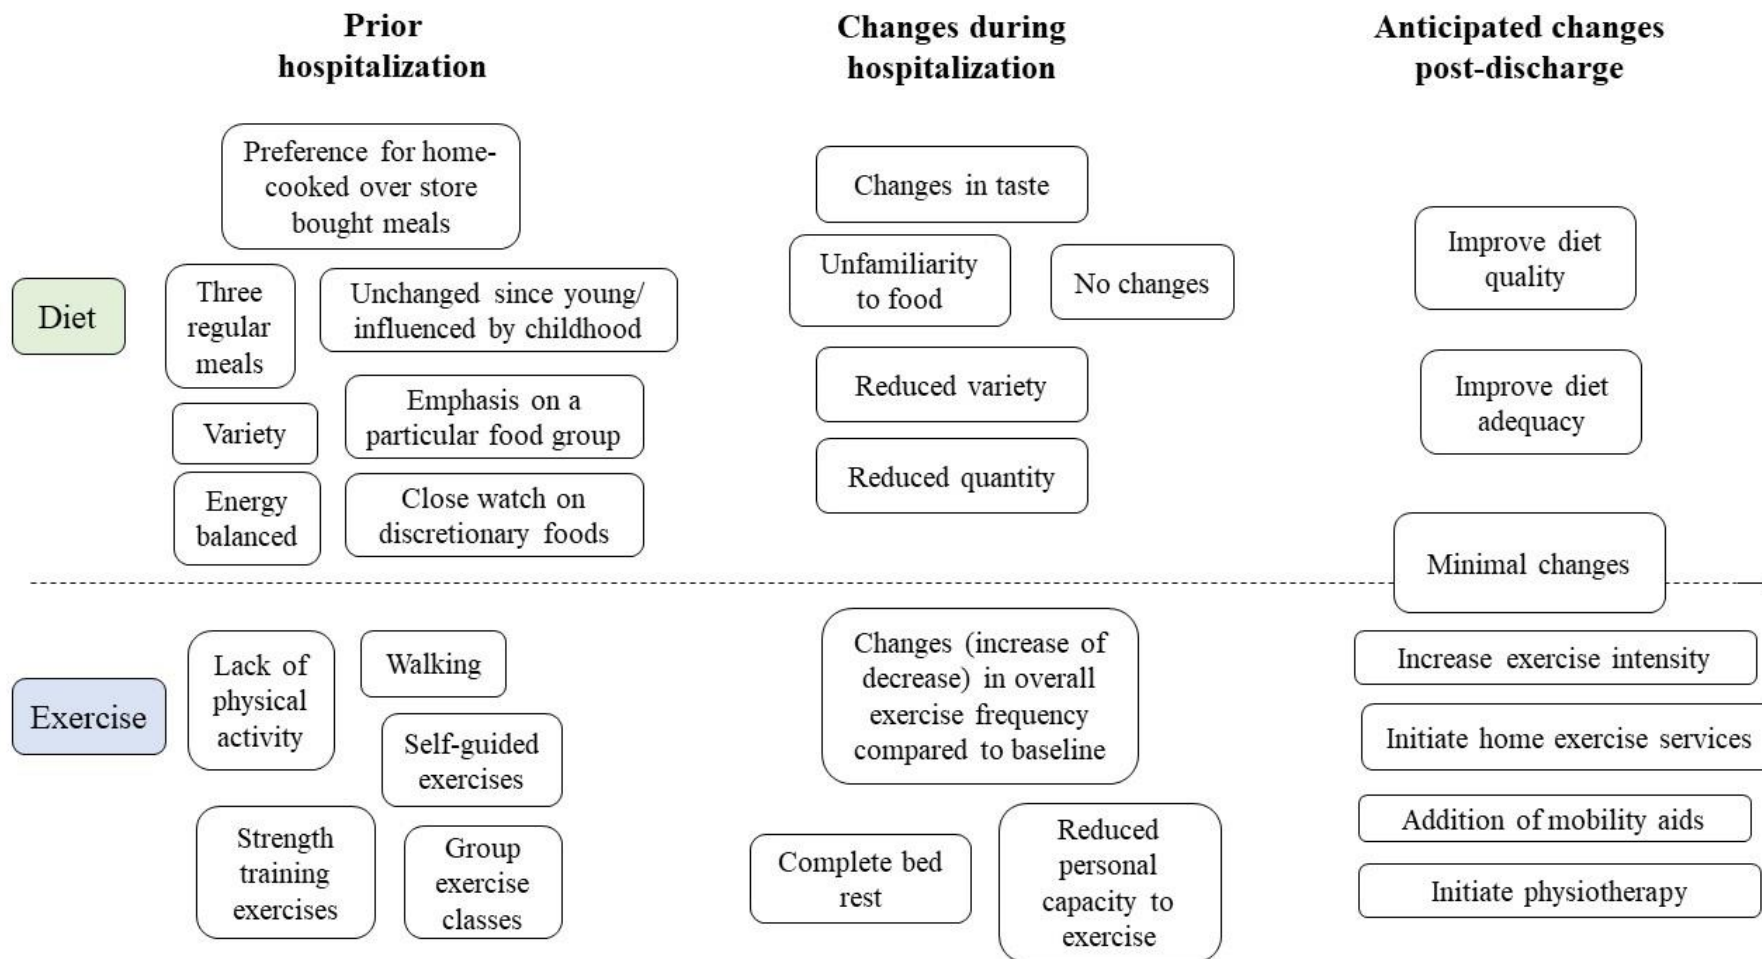 Prior
hospitalization
Changes during
hospitalization
Anticipated changes
post-discharge
Diet
Preference for home-
cooked over store
bought meals
Three
regular
meals
Unchanged since young/
influenced by childhood
Variety
Emphasis on a
particular food group
Energy
balanced
Close watch on
discretionary foods
Changes in taste
Unfamiliarity
to food
No changes
Reduced variety
Reduced quantity
Improve diet
quality
Improve diet
adequacy
Minimal changes
Exercise
Lack of
physical
activity
Walking
Self-guided
exercises
Strength
training
exercises
Group
exercise
classes
Changes (increase of
decrease) in overall
exercise frequency
compared to baseline
Complete bed
rest
Reduced
personal
capacity to
exercise
Increase exercise intensity
Initiate home exercise services
Addition of mobility aids
Initiate physiotherapy